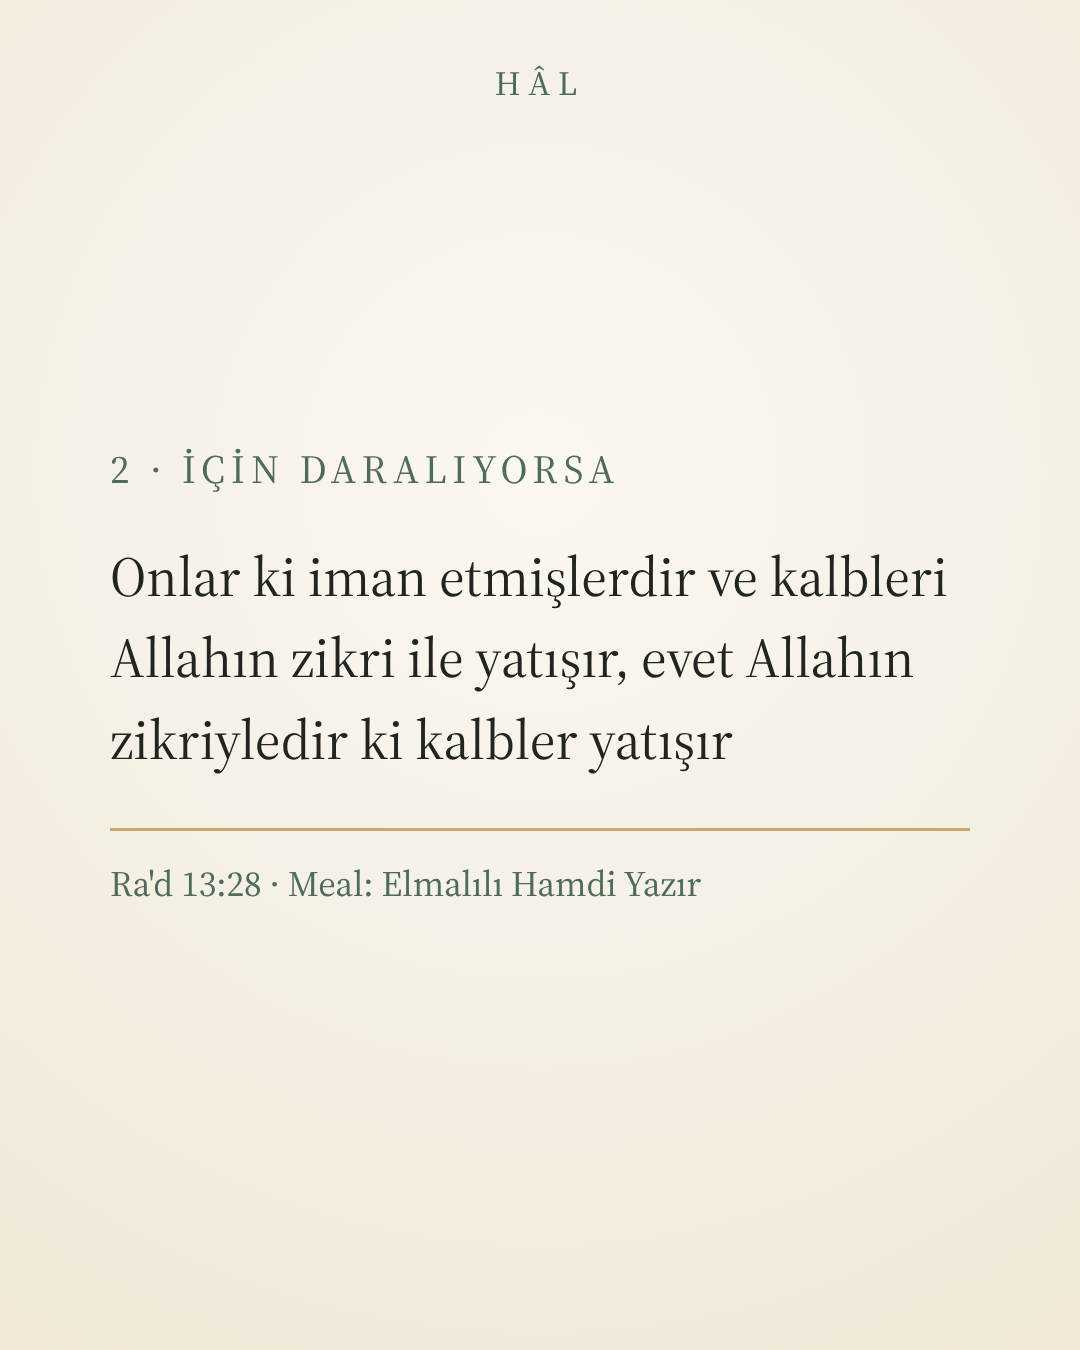 HÂL
2 · İÇİN DARALIYORSA
Onlar ki iman etmişlerdir ve kalbleri
Allahın zikri ile yatışır, evet Allahın
zikriyledir ki kalbler yatışır
Ra'd 13:28 · Meal: Elmalılı Hamdi Yazır